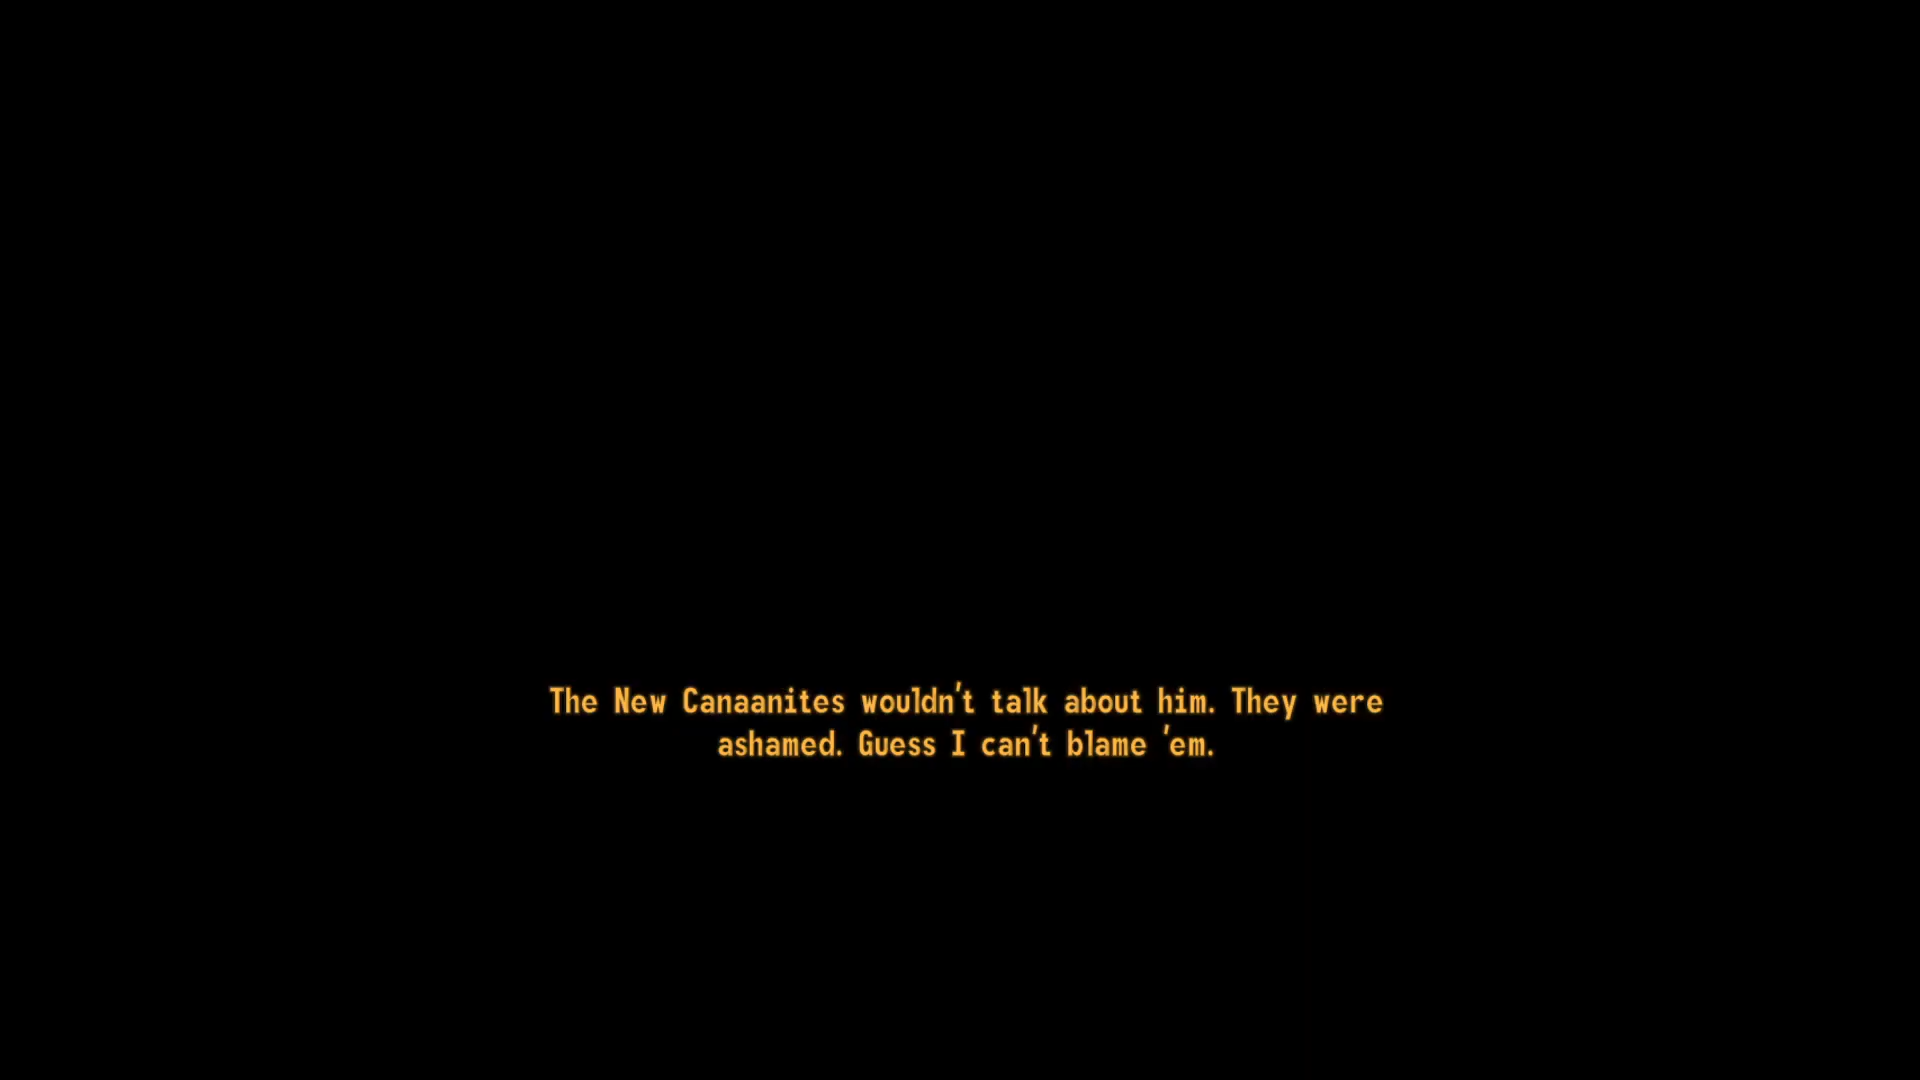 The New Canaanites wouldn't talk about him. They were
ashamed. Guess I can't blame 'em.